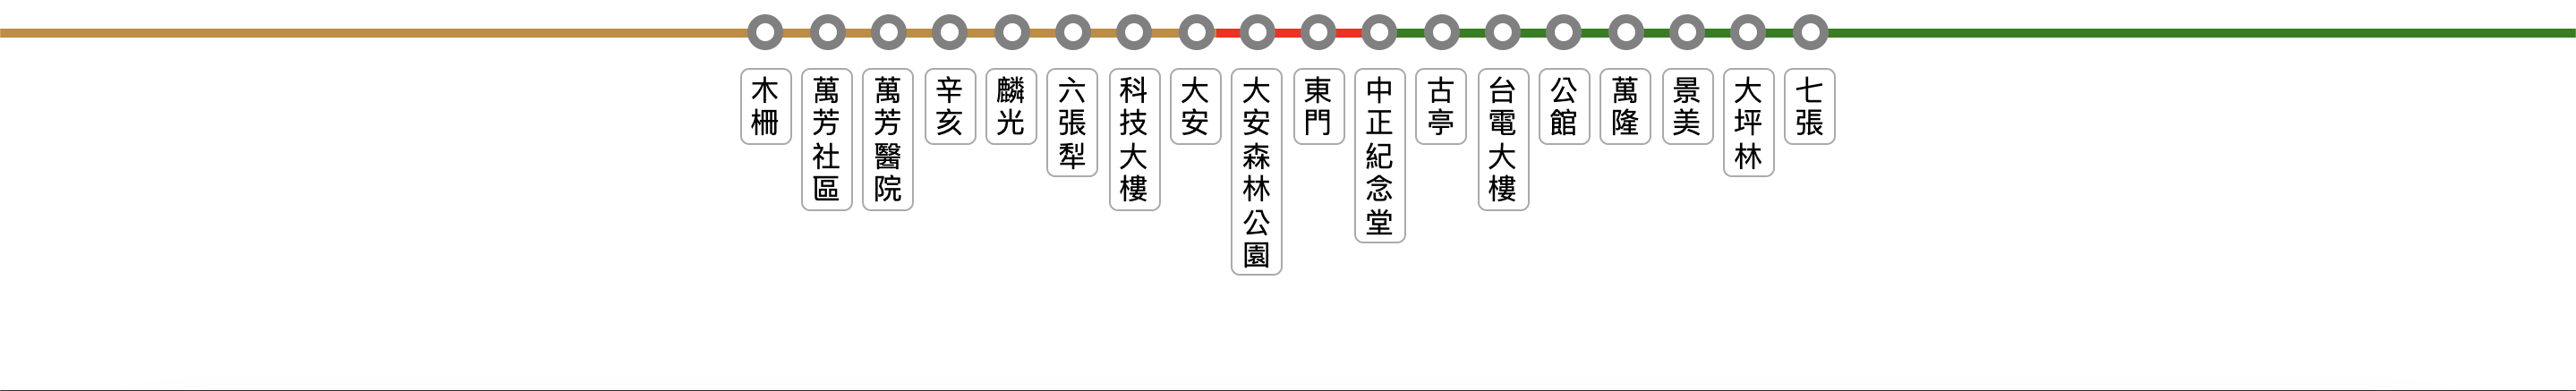 木柵
萬芳社區
萬芳醫院
辛亥
麟光
六張犁
科技大樓
大安
大安森林公園
東門
中正紀念堂
古亭
台電大樓
公館
萬隆
景美
大坪林
七張